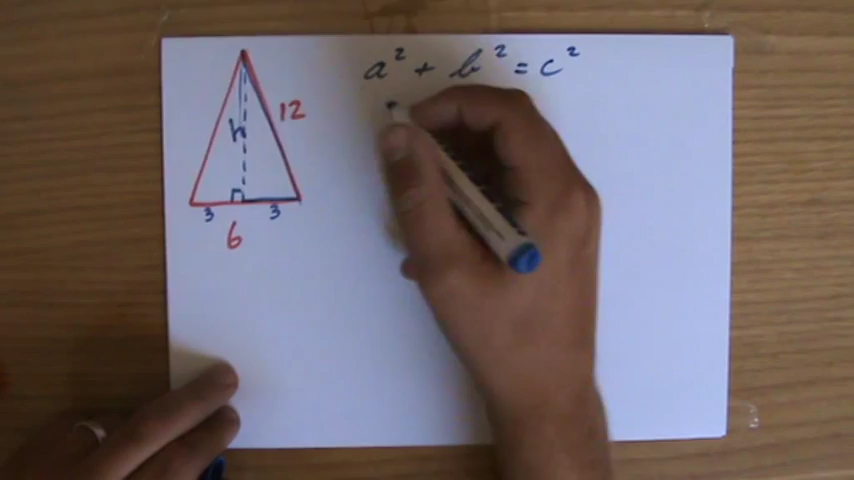 a² + b² = c²
12
h
3 3
6